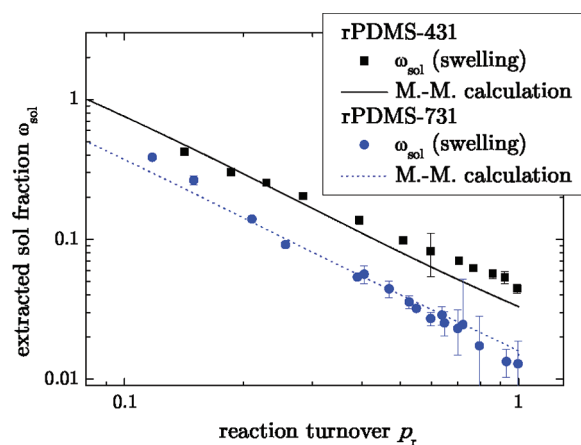 rPDMS-431
ω_sol (swelling)
M.-M. calculation
rPDMS-731
ω_sol (swelling)
M.-M. calculation
extracted sol fraction ω_sol
1
0.1
0.01
0.1
1
reaction turnover p_r